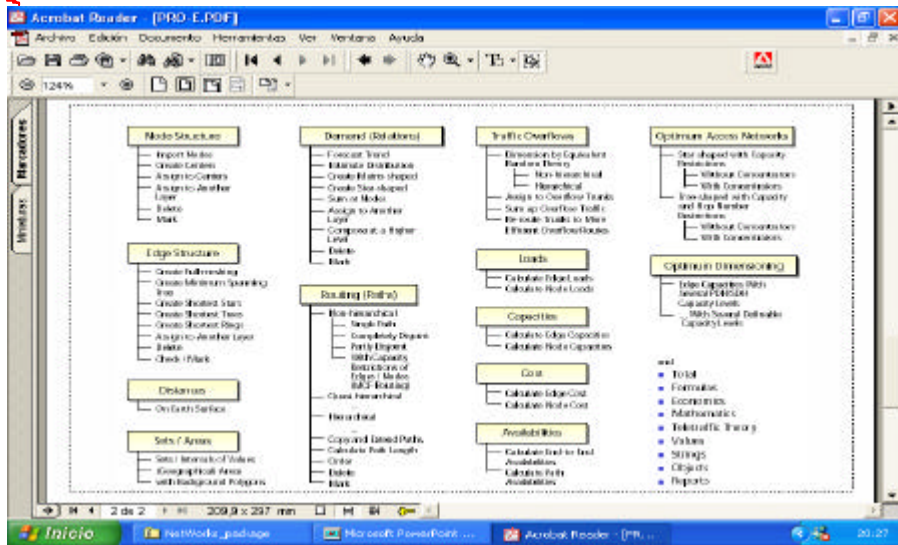 Acrobat Reader - [PRO-E.PDF]
Archivo Edición Documento Herramientas Ver Ventana Ayuda
124%
Marcadores
Miniaturas
Node Structure
Import Nodes
Create Centers
Assign to Centers
Assign to Another
Layer
Delete
Mark
Edge Structure
Create Full-meshing
Create Minimum Spanning
Tree
Create Shortest Stars
Create Shortest Trees
Create Shortest Rings
Assign to Another Layer
Delete
Check / Mark
Distances
On Earth Surface
Sets / Areas
Sets / Intervals of Values
(Geographical) Areas
with Background Polygons
Demand (Relations)
Forecast Trend
Estimate Distribution
Create Matrix-shaped
Create Star-shaped
Sum at Nodes
Assign to Another
Layer
Compose at a Higher
Level
Delete
Mark
Routing (Paths)
Non-hierarchical
Single Path
Completely Disjoint
Partly Disjoint
With Capacity
Restrictions of
Edges / Nodes
(MCF-Routing)
Quasi hierarchical
Hierarchical
Copy and Extend Paths
Calculate Path Length
Order
Delete
Mark
Traffic Overflows
Dimension by Equivalent
Random Theory
Non-hierarchical
Hierarchical
Assign to Overflow Trunks
Sum up Overflow Traffic
Re-route Trunks to More
Efficient Overflow Routes
Loads
Calculate Edge Loads
Calculate Node Loads
Capacities
Calculate Edge Capacities
Calculate Node Capacities
Cost
Calculate Edge Cost
Calculate Node Cost
Availabilities
Calculate End-to-End
Availabilities
Calculate Path
Availabilities
Optimum Access Networks
Star-shaped with Capacity
Restrictions
Without Concentrators
With Concentrators
Tree-shaped with Capacity
and Hop Number
Restrictions
Without Concentrators
With Concentrators
Optimum Dimensioning
Edge Capacities With
Several PDH/SDH
Capacity Levels
With Several Definable
Capacity Levels
and
Total
Formulas
Economics
Mathematics
Teletraffic Theory
Values
Strings
Objects
Reports
2 de 2
209,9 x 297 mm
Inicio
NetWorks_package
Microsoft PowerPoint ...
Acrobat Reader - [PR...
20:27